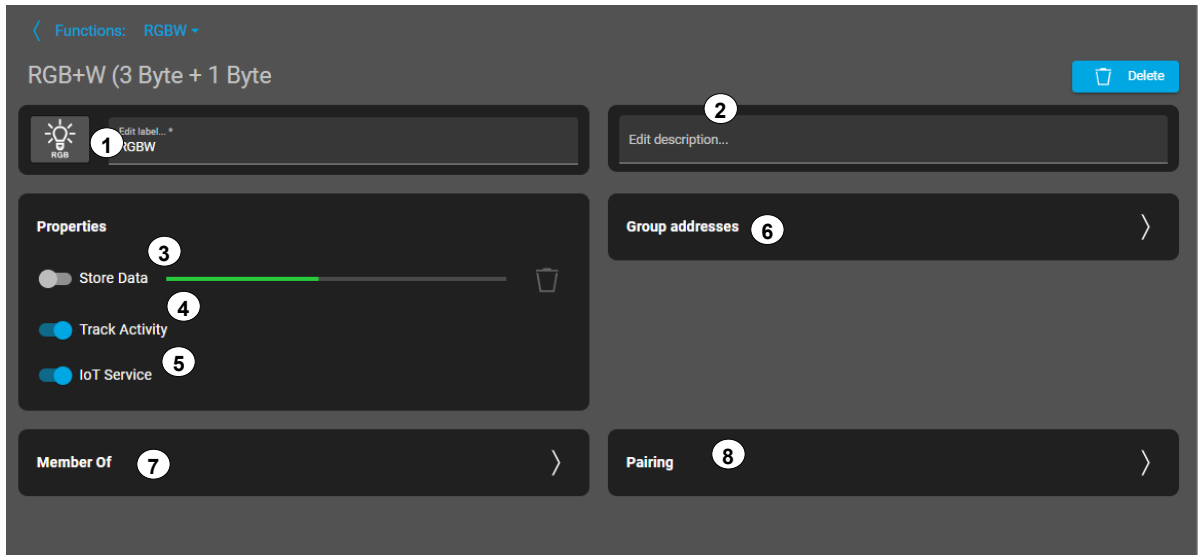 Functions: RGBW
RGB+W (3 Byte + 1 Byte
Delete
RGB
1
Edit label... *
RGBW
2
Edit description...
Properties
3
Store Data
4
Track Activity
5
IoT Service
Group addresses 6
Member Of 7
Pairing 8